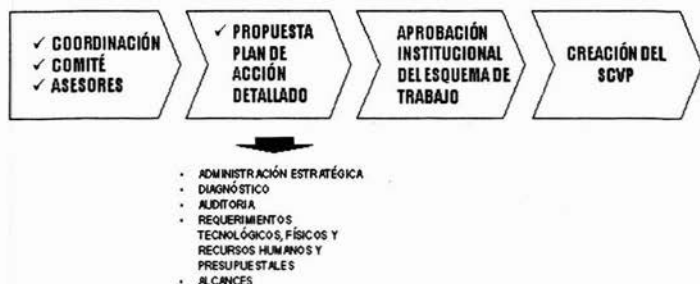 ✓ COORDINACIÓN
✓ COMITÉ
✓ ASESORES
✓ PROPUESTA
PLAN DE
ACCIÓN
DETALLADO
APROBACIÓN
INSTITUCIONAL
DEL ESQUEMA DE
TRABAJO
CREACIÓN DEL
SCVP
• ADMINISTRACIÓN ESTRATÉGICA
• DIAGNÓSTICO
• AUDITORIA
• REQUERIMIENTOS
TECNOLÓGICOS, FÍSICOS Y
RECURSOS HUMANOS Y
PRESUPUESTALES
• ALCANCES